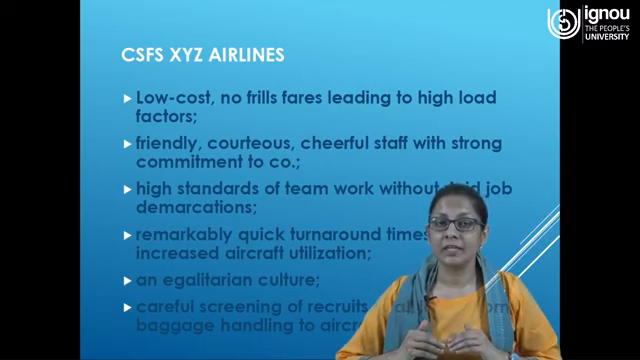 ignou
THE PEOPLE'S
UNIVERSITY
CSFS XYZ AIRLINES
Low-cost, no frills fares leading to high load
factors;
friendly, courteous, cheerful staff with strong
commitment to co.;
high standards of team work without job
demarcations;
remarkably quick turnaround times
increased aircraft utilization;
an egalitarian culture;
careful screening of recruits
baggage handling to